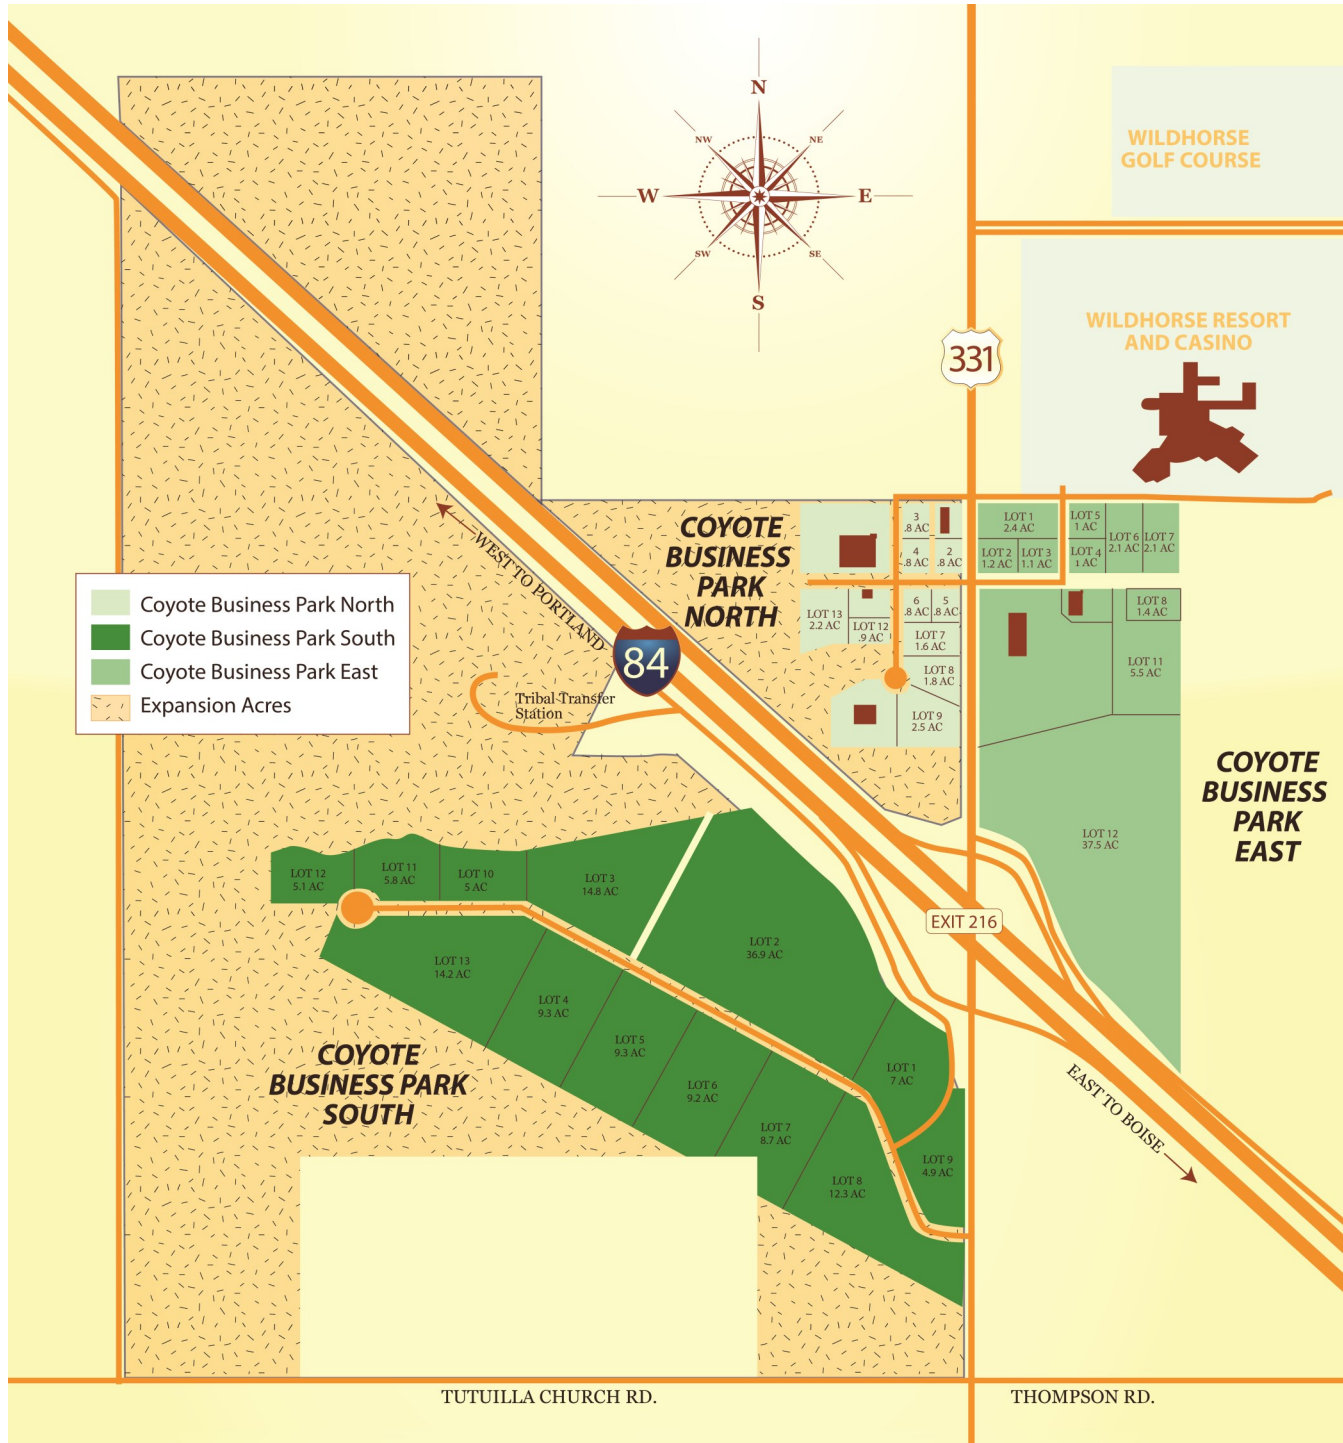 N
NW
NE
W
E
SW
SE
S
WILDHORSE
GOLF COURSE
WILDHORSE RESORT
AND CASINO
331
COYOTE
BUSINESS
PARK
NORTH
WEST TO PORTLAND
84
Tribal Transfer
Station
Coyote Business Park North
Coyote Business Park South
Coyote Business Park East
Expansion Acres
3
.8 AC
4
.8 AC
2
.8 AC
LOT 13
2.2 AC
LOT 12
.9 AC
6
.8 AC
5
.8 AC
LOT 7
1.6 AC
LOT 8
1.8 AC
LOT 9
2.5 AC
LOT 1
2.4 AC
LOT 2
1.2 AC
LOT 3
1.1 AC
LOT 5
1 AC
LOT 4
1 AC
LOT 6
2.1 AC
LOT 7
2.1 AC
LOT 8
1.4 AC
LOT 11
5.5 AC
LOT 12
37.5 AC
COYOTE
BUSINESS
PARK
EAST
EXIT 216
LOT 12
5.1 AC
LOT 11
5.8 AC
LOT 10
5 AC
LOT 3
14.8 AC
LOT 2
36.9 AC
LOT 13
14.2 AC
LOT 4
9.3 AC
LOT 5
9.3 AC
LOT 6
9.2 AC
LOT 7
8.7 AC
LOT 8
12.3 AC
LOT 1
7 AC
LOT 9
4.9 AC
COYOTE
BUSINESS PARK
SOUTH
EAST TO BOISE
TUTUILLA CHURCH RD.
THOMPSON RD.